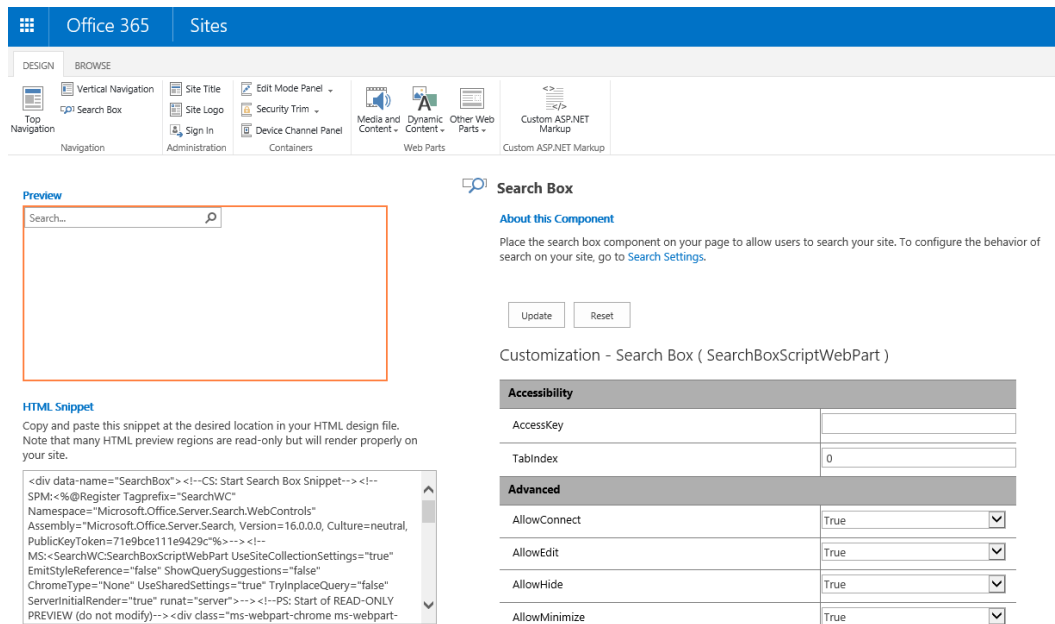 Office 365
Sites
DESIGN
BROWSE
Top
Navigation
Vertical Navigation
Search Box
Navigation
Site Title
Site Logo
Sign In
Administration
Edit Mode Panel
Security Trim
Device Channel Panel
Containers
Media and
Content
Dynamic
Content
Other Web
Parts
Web Parts
Custom ASP.NET
Markup
Custom ASP.NET Markup
Preview
Search...
HTML Snippet
Copy and paste this snippet at the desired location in your HTML design file.
Note that many HTML preview regions are read-only but will render properly on
your site.
<div data-name="SearchBox"><!--CS: Start Search Box Snippet--><!--
SPM:<%@Register Tagprefix="SearchWC"
Namespace="Microsoft.Office.Server.Search.WebControls"
Assembly="Microsoft.Office.Server.Search, Version=16.0.0.0, Culture=neutral,
PublicKeyToken=71e9bce111e9429c"%>--><!--
MS:<SearchWC:SearchBoxScriptWebPart UseSiteCollectionSettings="true"
EmitStyleReference="false" ShowQuerySuggestions="false"
ChromeType="None" UseSharedSettings="true" TryInplaceQuery="false"
ServerInitialRender="true" runat="server">--><!--PS: Start of READ-ONLY
PREVIEW (do not modify)--><div class="ms-webpart-chrome ms-webpart-
Search Box
About this Component
Place the search box component on your page to allow users to search your site. To configure the behavior of
search on your site, go to Search Settings.
Update
Reset
Customization - Search Box ( SearchBoxScriptWebPart )
Accessibility
AccessKey
TabIndex
0
Advanced
AllowConnect
True
AllowEdit
True
AllowHide
True
AllowMinimize
True